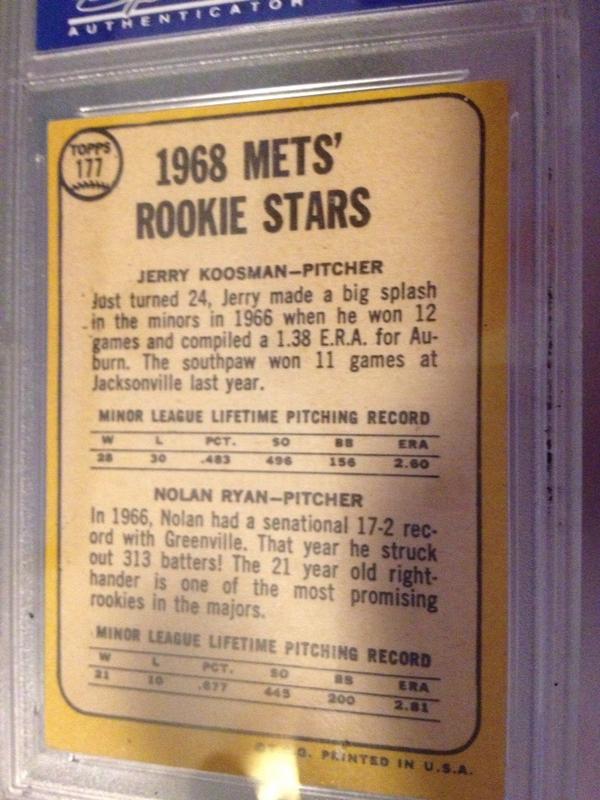 AUTHENTICATOR
TOPPS
177
1968 METS'
ROOKIE STARS
JERRY KOOSMAN—PITCHER
Just turned 24, Jerry made a big splash
in the minors in 1966 when he won 12
games and compiled a 1.38 E.R.A. for Au-
burn. The southpaw won 11 games at
Jacksonville last year.
MINOR LEAGUE LIFETIME PITCHING RECORD
W L PCT. SO BB ERA
28 30 .483 496 156 2.60
NOLAN RYAN—PITCHER
In 1966, Nolan had a senational 17-2 rec-
ord with Greenville. That year he struck
out 313 batters! The 21 year old right-
hander is one of the most promising
rookies in the majors.
MINOR LEAGUE LIFETIME PITCHING RECORD
W L PCT. SO BB ERA
21 10 .677 445 200 2.81
PRINTED IN U.S.A.